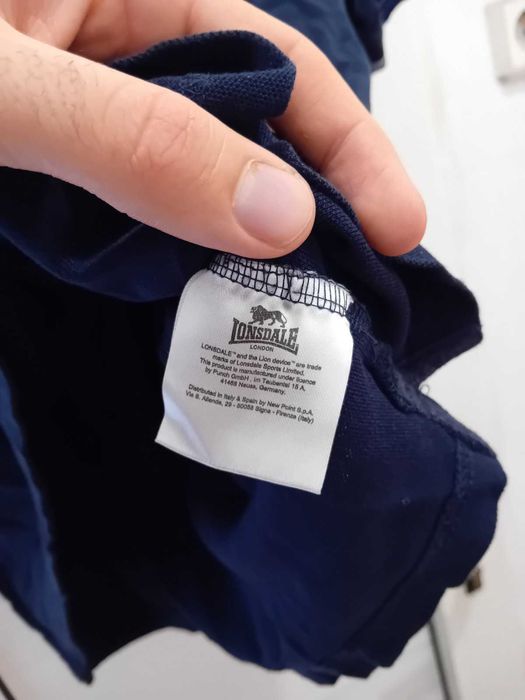 LONSDALE
LONDON
LONSDALE™ and the Lion device™ are trade
marks of Lonsdale Sports Limited.
This product is manufactured under licence
by Punch GmbH , im Taubental 15 A,
41468 Neuss, Germany.
Distributed in Italy & Spain by New Point S.p.A.
Via S. Allende, 29 - 50058 Signa - Firenze (Italy)